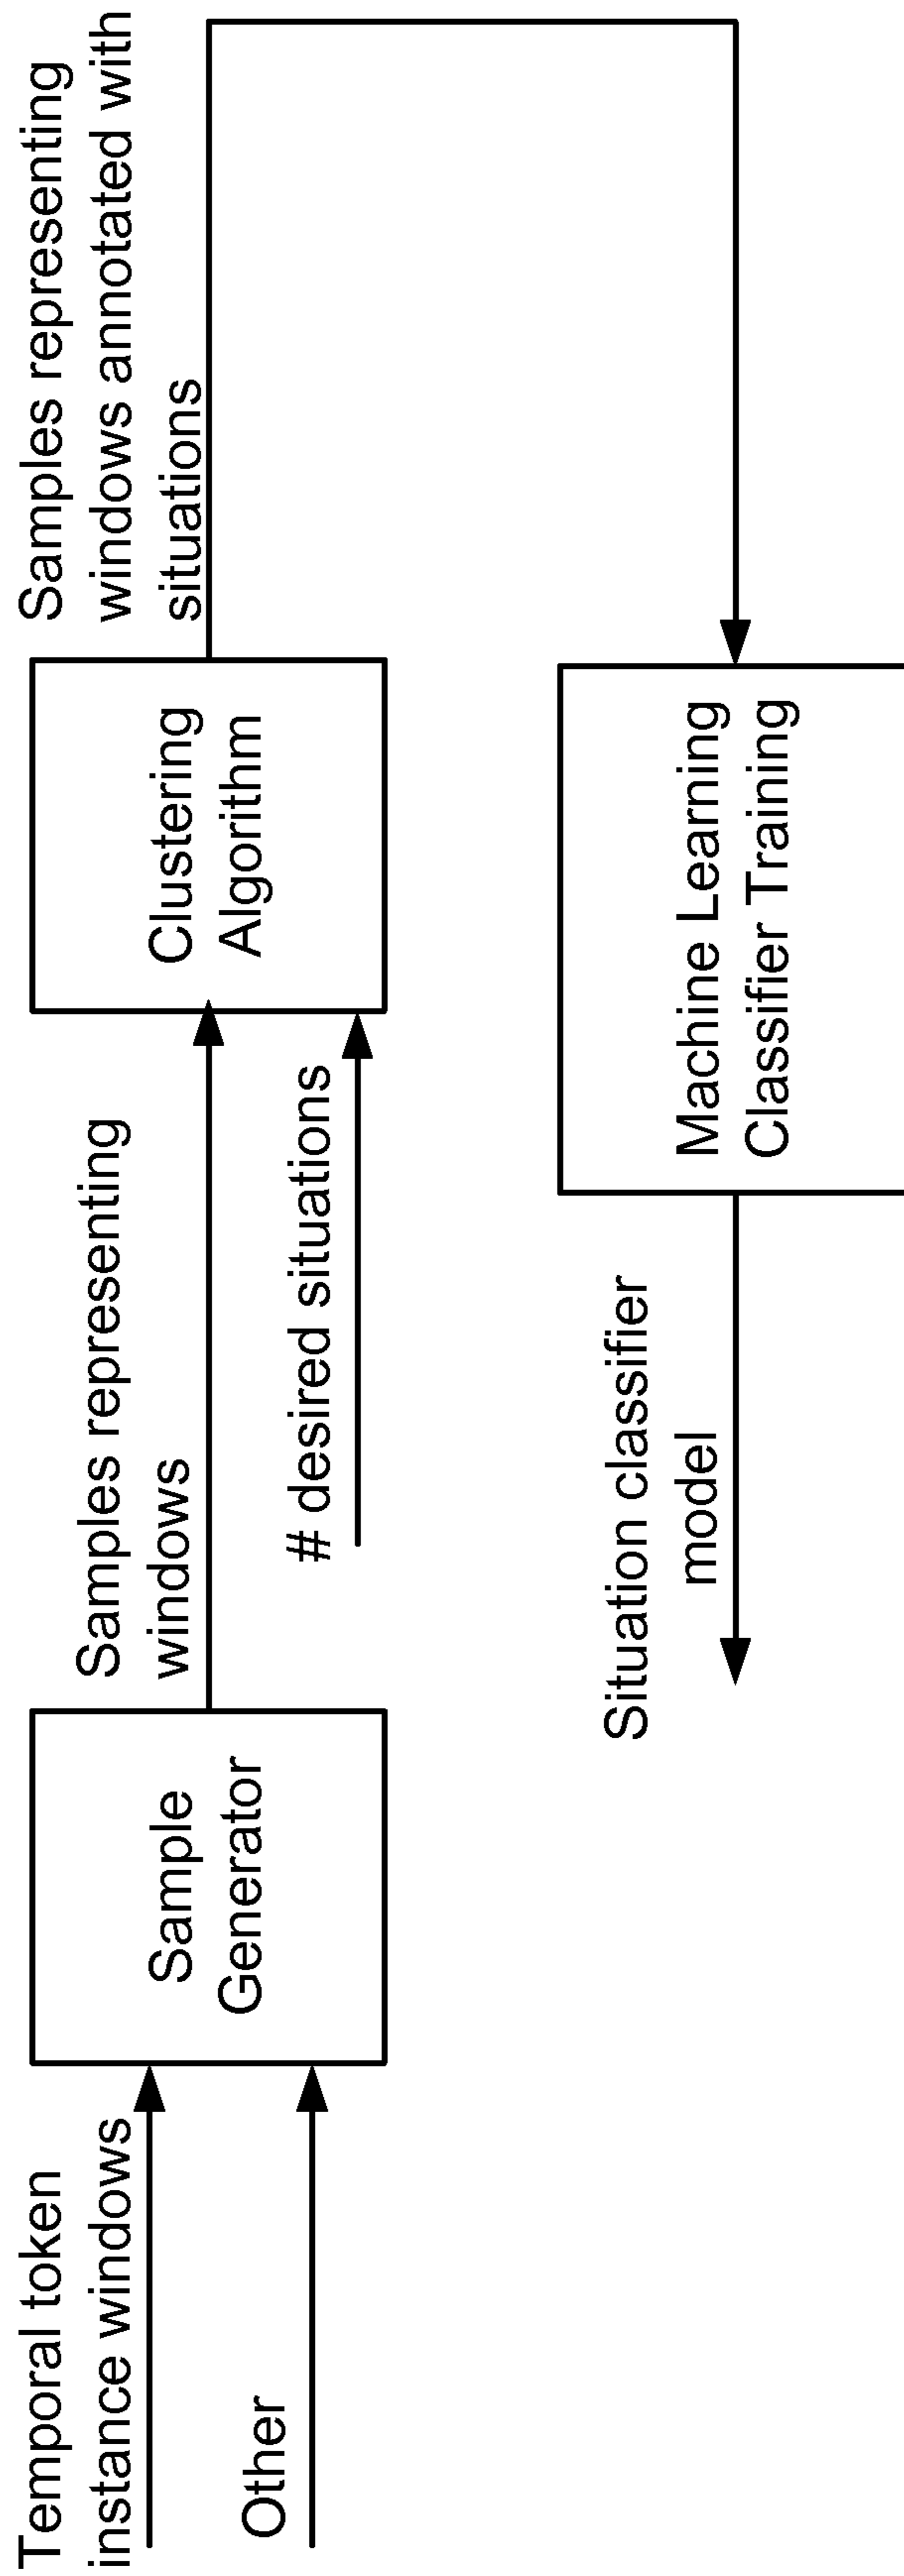 Temporal token
instance windows
Other
Sample
Generator
Samples representing
windows
# desired situations
Clustering
Algorithm
Samples representing
windows annotated with
situations
Machine Learning
Classifier Training
Situation classifier
model